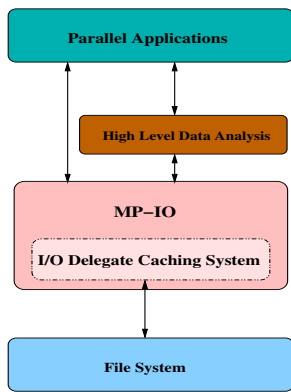 Parallel Applications
High Level Data Analysis
MP−IO
I/O Delegate Caching System
File System